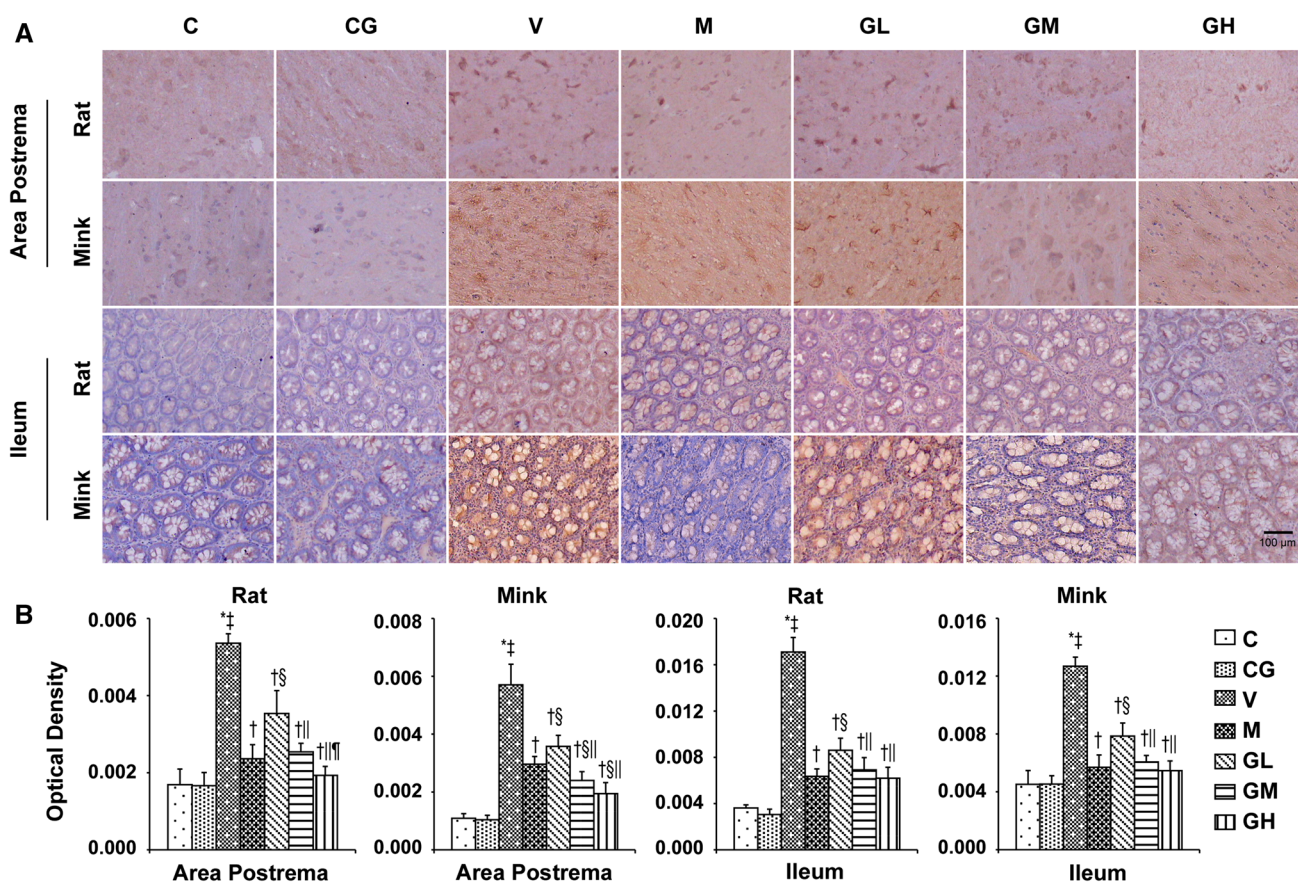 A
C CG V M GL GM GH
Area Postrema
Rat
Mink
Ileum
Rat
Mink
100 µm
B
Rat Mink Rat Mink
Optical Density
0.006
0.004
0.002
0.000
*‡
†
†§
†||
†||¶
Area Postrema
0.008
0.006
0.004
0.002
0.000
*‡
†
†§
†§||
†§||
Area Postrema
0.020
0.016
0.012
0.008
0.004
0.000
*‡
†
†§
†||
†||
Ileum
0.016
0.012
0.008
0.004
0.000
*‡
†
†§
†||
†||
Ileum
C
CG
V
M
GL
GM
GH